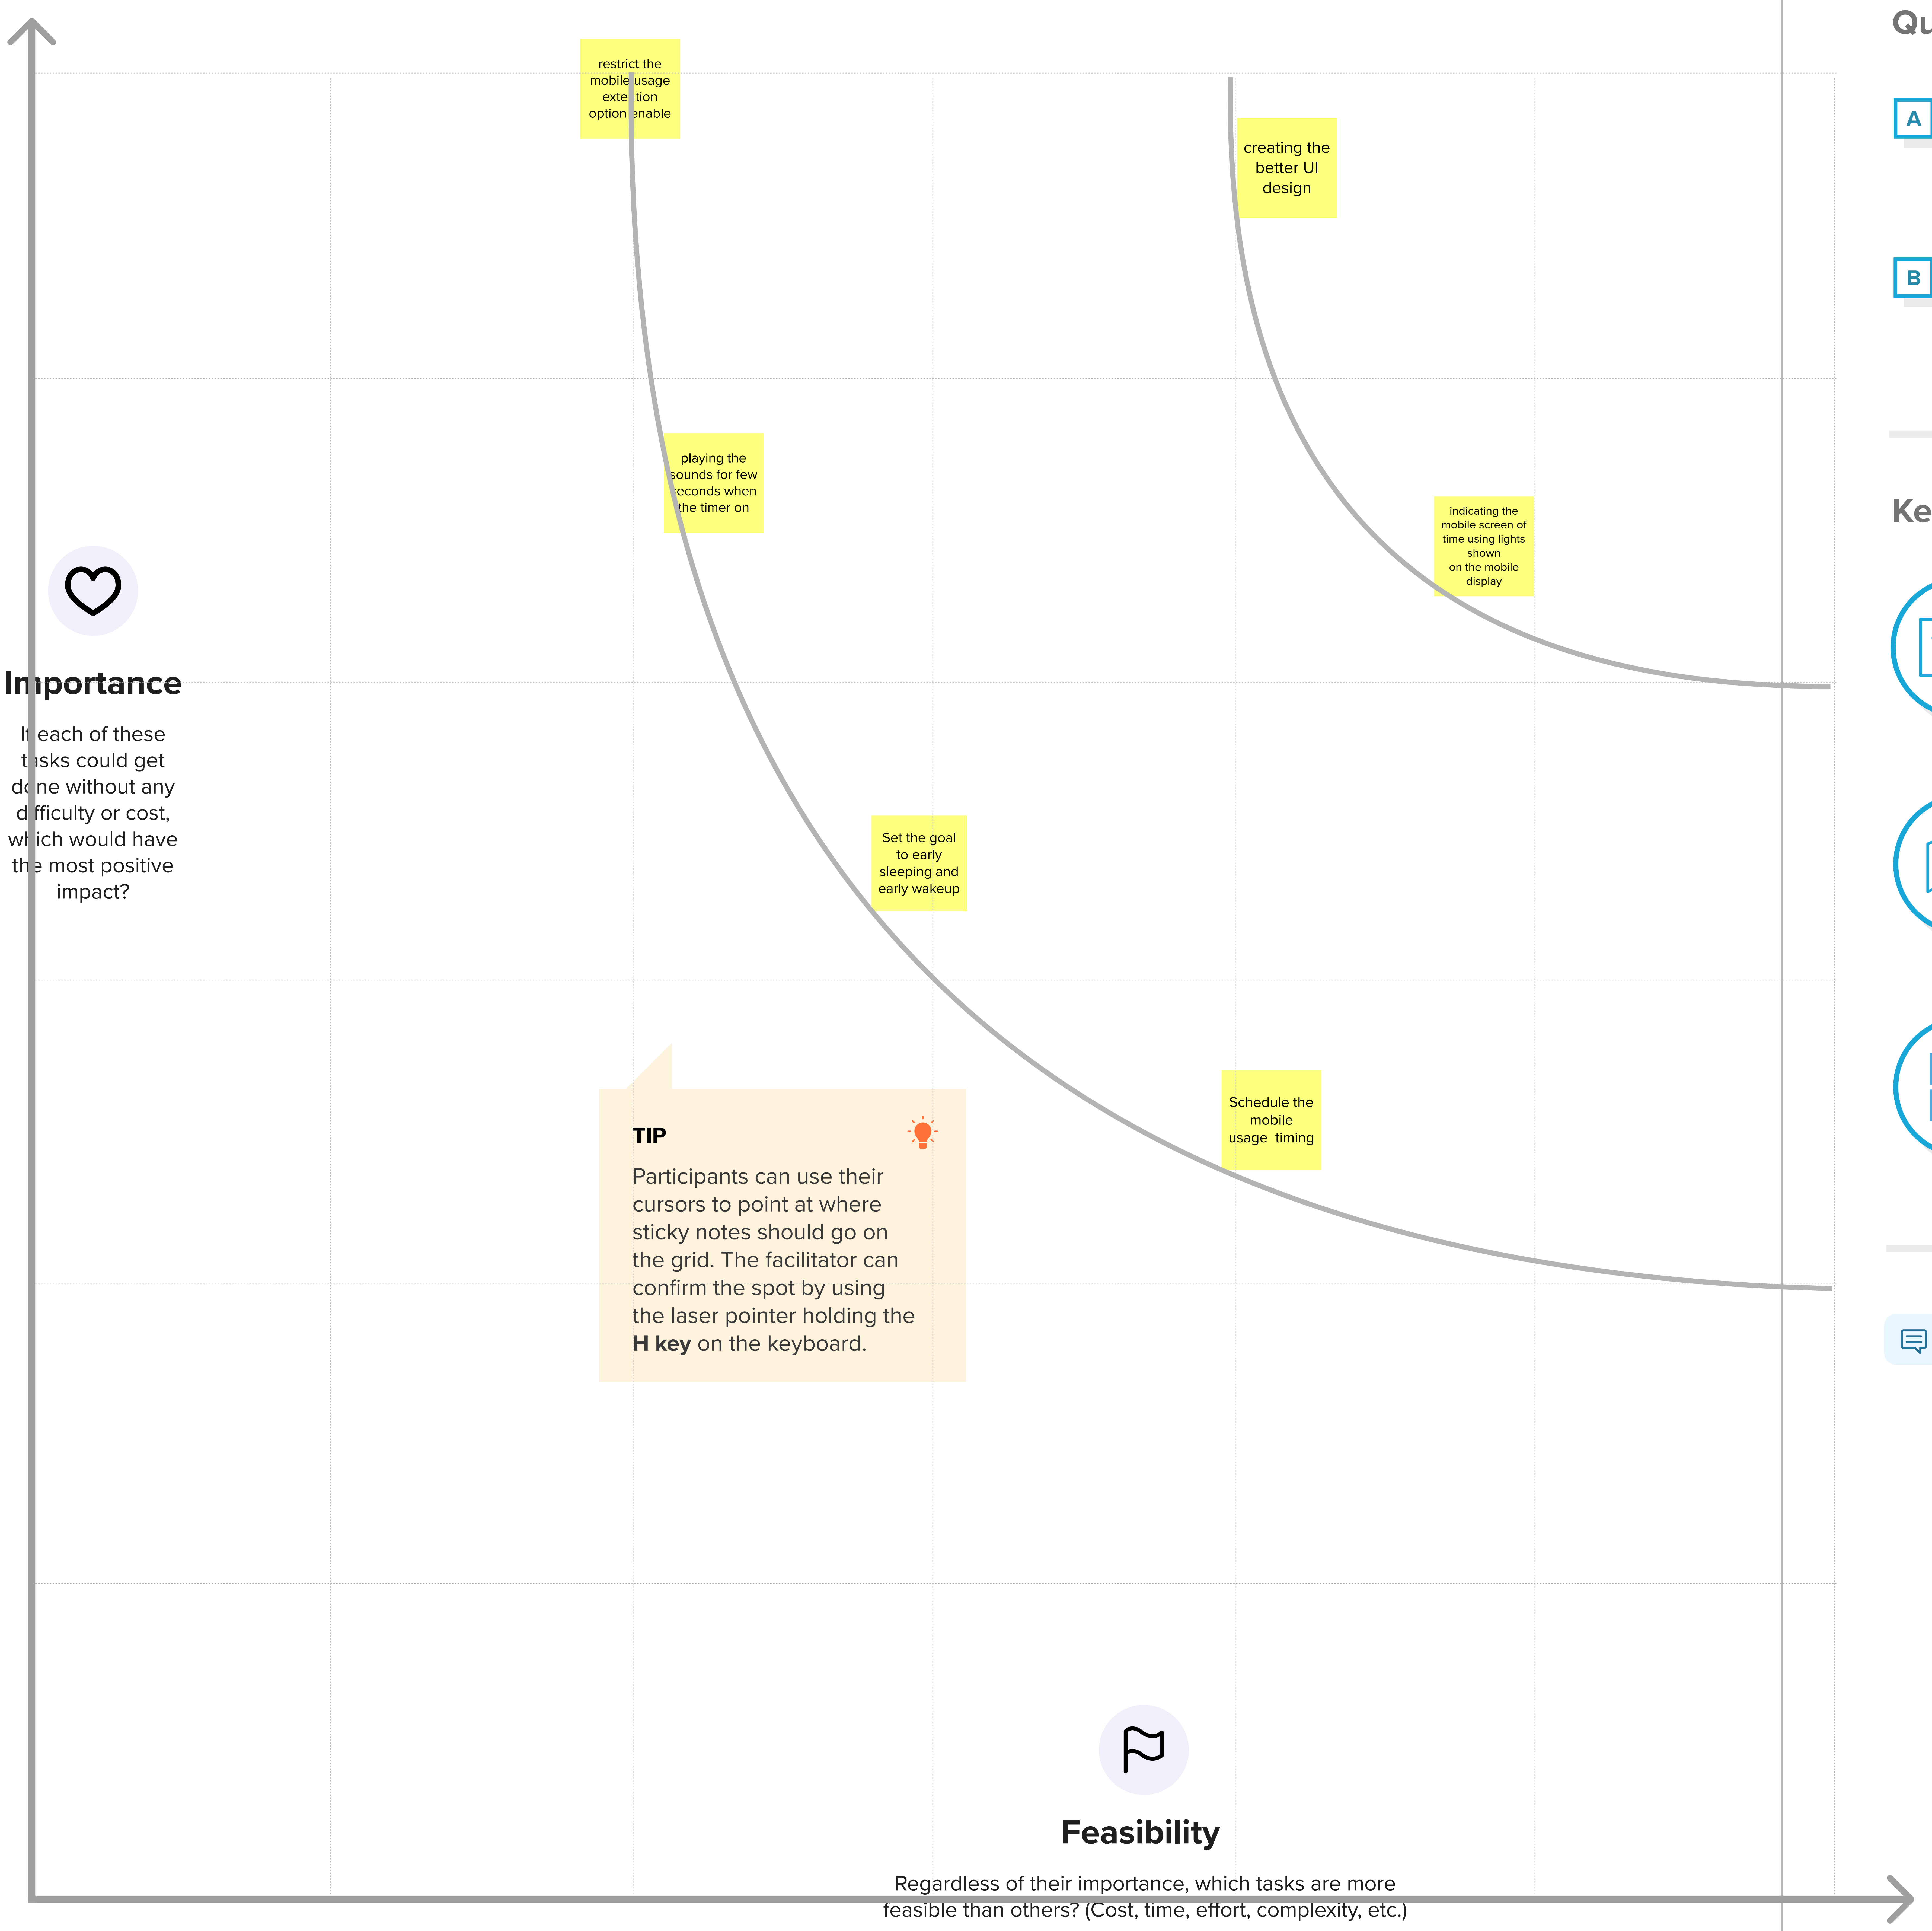 restrict the
mobile usage
extention
option enable
creating the
better UI
design
playing the
sounds for few
seconds when
the timer on
indicating the
mobile screen of
time using lights
shown
on the mobile
display
Importance
If each of these
tasks could get
done without any
difficulty or cost,
which would have
the most positive
impact?
Set the goal
to early
sleeping and
early wakeup
Schedule the
mobile
usage  timing
TIP
Participants can use their
cursors to point at where
sticky notes should go on
the grid. The facilitator can
confirm the spot by using
the laser pointer holding the
H key on the keyboard.
Feasibility
Regardless of their importance, which tasks are more
feasible than others? (Cost, time, effort, complexity, etc.)
Qu
A
B
Ke